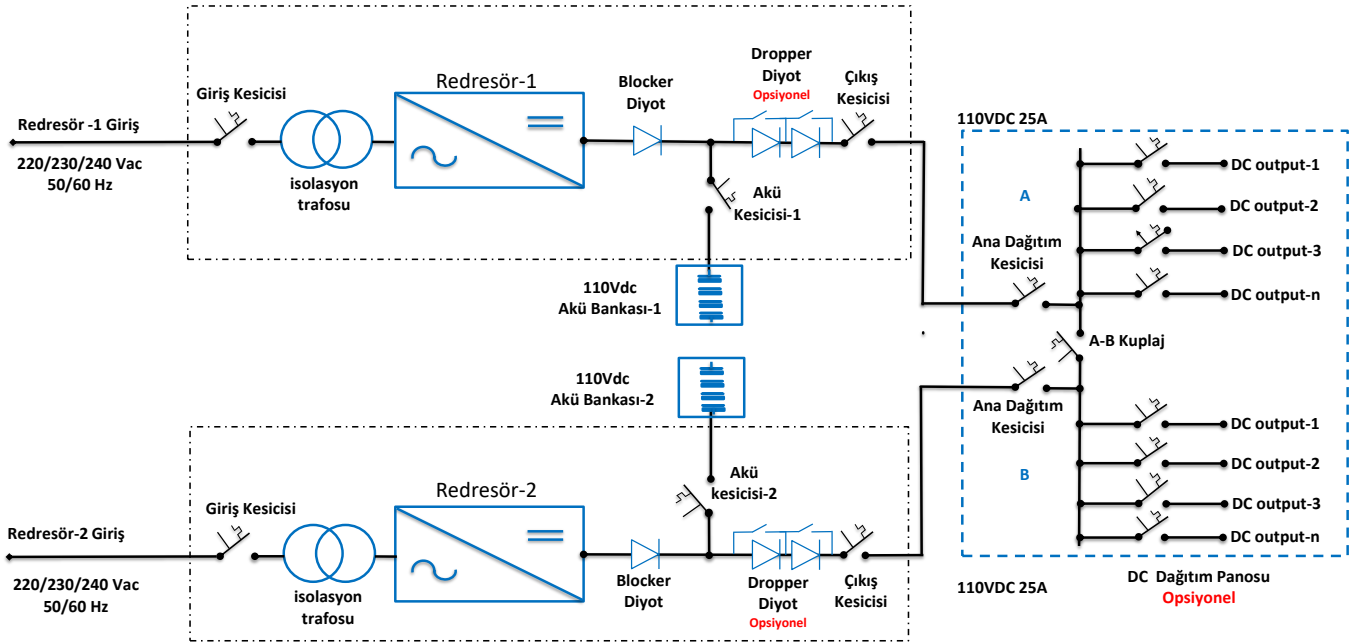 Redresör -1 Giriş
220/230/240 Vac
50/60 Hz
Giriş Kesicisi
isolasyon
trafosu
Redresör-1
Blocker
Diyot
Dropper
Diyot
Opsiyonel
Çıkış
Kesicisi
Akü
Kesicisi-1
110Vdc
Akü Bankası-1
110VDC 25A
A
Ana Dağıtım
Kesicisi
DC output-1
DC output-2
DC output-3
DC output-n
A-B Kuplaj
110Vdc
Akü Bankası-2
Ana Dağıtım
Kesicisi
B
DC output-1
DC output-2
DC output-3
DC output-n
Redresör-2 Giriş
220/230/240 Vac
50/60 Hz
Giriş Kesicisi
isolasyon
trafosu
Redresör-2
Akü
kesicisi-2
Blocker
Diyot
Dropper
Diyot
Opsiyonel
Çıkış
Kesicisi
110VDC 25A
DC Dağıtım Panosu
Opsiyonel